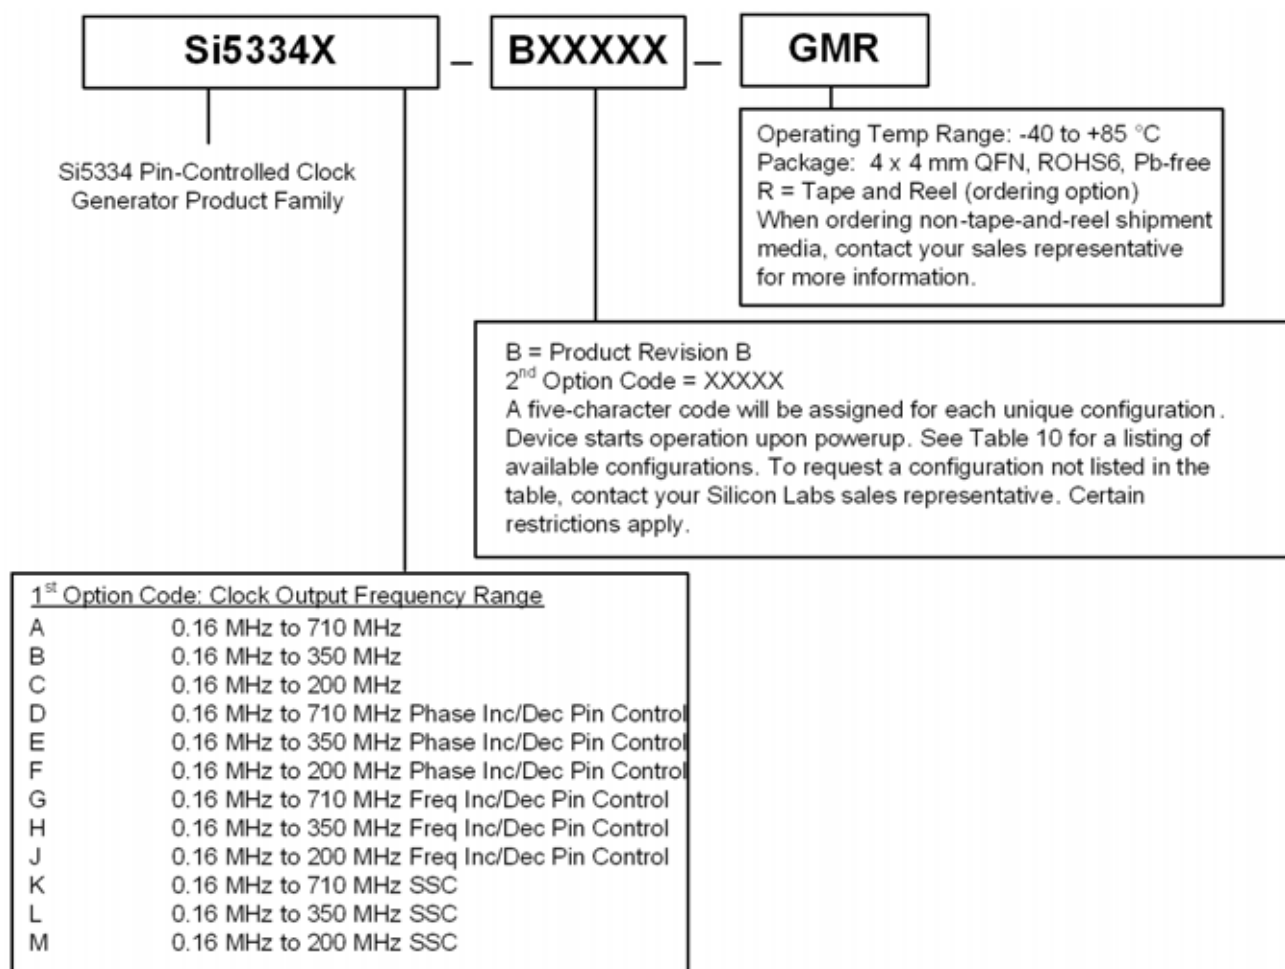 Si5334X – BXXXXX – GMR
Si5334 Pin-Controlled Clock
Generator Product Family
Operating Temp Range: -40 to +85 °C
Package: 4 x 4 mm QFN, ROHS6, Pb-free
R = Tape and Reel (ordering option)
When ordering non-tape-and-reel shipment
media, contact your sales representative
for more information.
B = Product Revision B
2nd Option Code = XXXXX
A five-character code will be assigned for each unique configuration.
Device starts operation upon powerup. See Table 10 for a listing of
available configurations. To request a configuration not listed in the
table, contact your Silicon Labs sales representative. Certain
restrictions apply.
1st Option Code: Clock Output Frequency Range
A 0.16 MHz to 710 MHz
B 0.16 MHz to 350 MHz
C 0.16 MHz to 200 MHz
D 0.16 MHz to 710 MHz Phase Inc/Dec Pin Control
E 0.16 MHz to 350 MHz Phase Inc/Dec Pin Control
F 0.16 MHz to 200 MHz Phase Inc/Dec Pin Control
G 0.16 MHz to 710 MHz Freq Inc/Dec Pin Control
H 0.16 MHz to 350 MHz Freq Inc/Dec Pin Control
J 0.16 MHz to 200 MHz Freq Inc/Dec Pin Control
K 0.16 MHz to 710 MHz SSC
L 0.16 MHz to 350 MHz SSC
M 0.16 MHz to 200 MHz SSC